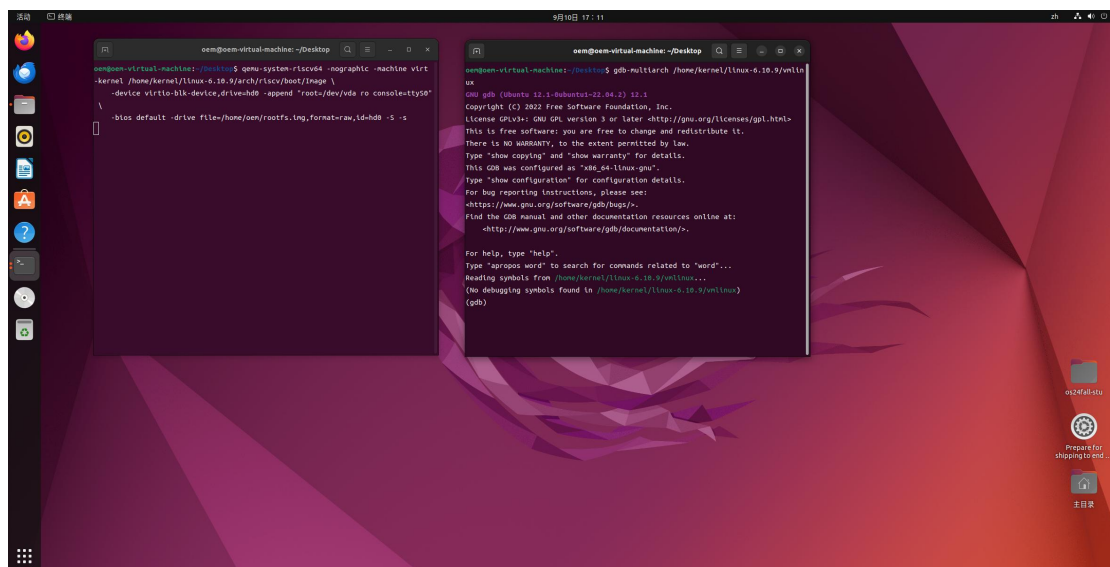 活动
终端
9月10日 17：11
zh
oem@oem-virtual-machine: ~/Desktop
oem@oem-virtual-machine:~/Desktop$ qemu-system-riscv64 -nographic -machine virt
-kernel /home/kernel/linux-6.10.9/arch/riscv/boot/Image \
-device virtio-blk-device,drive=hd0 -append "root=/dev/vda ro console=ttyS0"
\
-bios default -drive file=/home/oem/rootfs.img,format=raw,id=hd0 -S -s
oem@oem-virtual-machine: ~/Desktop
oem@oem-virtual-machine:~/Desktop$ gdb-multiarch /home/kernel/linux-6.10.9/vmlin
ux
GNU gdb (Ubuntu 12.1-0ubuntu1~22.04.2) 12.1
Copyright (C) 2022 Free Software Foundation, Inc.
License GPLv3+: GNU GPL version 3 or later <http://gnu.org/licenses/gpl.html>
This is free software: you are free to change and redistribute it.
There is NO WARRANTY, to the extent permitted by law.
Type "show copying" and "show warranty" for details.
This GDB was configured as "x86_64-linux-gnu".
Type "show configuration" for configuration details.
For bug reporting instructions, please see:
<https://www.gnu.org/software/gdb/bugs/>.
Find the GDB manual and other documentation resources online at:
<http://www.gnu.org/software/gdb/documentation/>.
For help, type "help".
Type "apropos word" to search for commands related to "word"...
Reading symbols from /home/kernel/linux-6.10.9/vmlinux...
(No debugging symbols found in /home/kernel/linux-6.10.9/vmlinux)
(gdb)
os24fall-stu
Prepare for
shipping to end ...
主目录